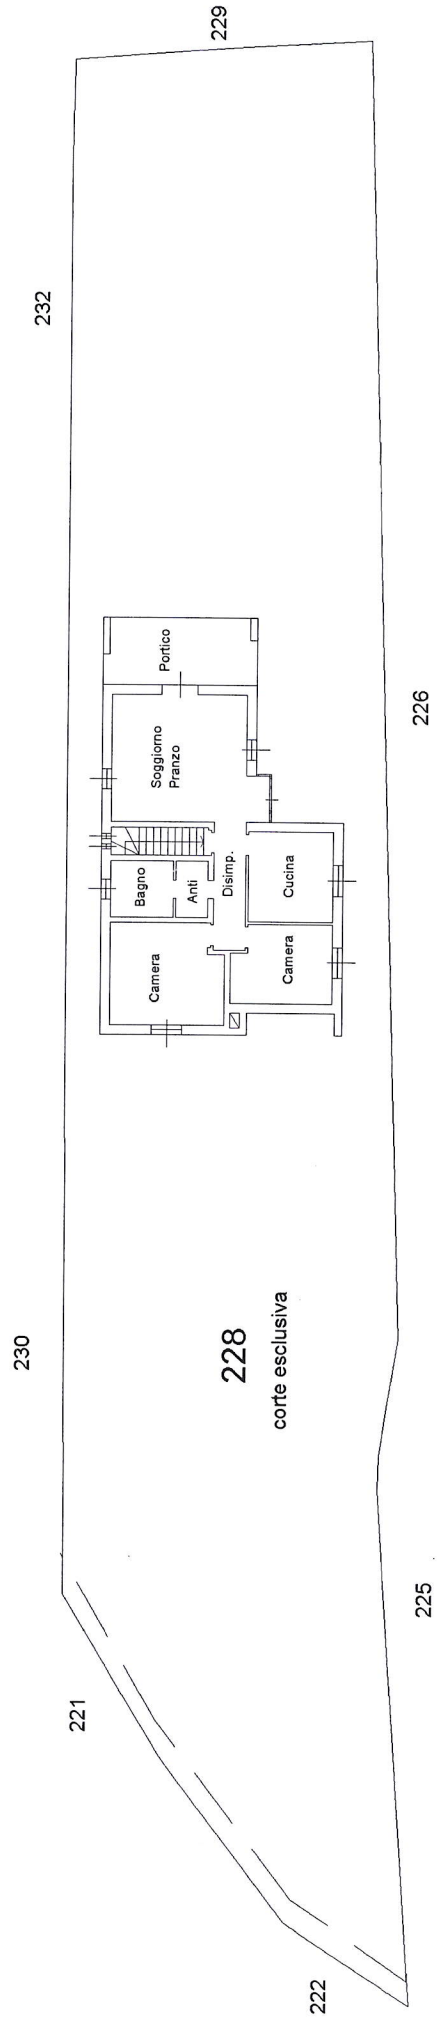 229
232
226
Portico
Soggiorno
Pranzo
Bagno
Anti
Disimp.
Cucina
Camera
Camera
230
228
corte esclusiva
221
225
222